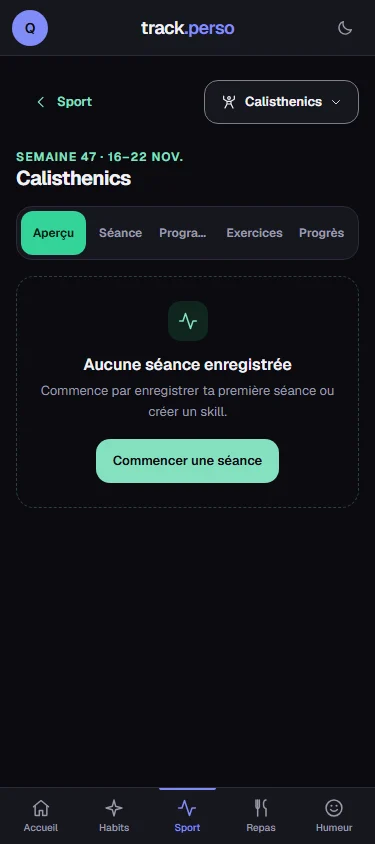 Q
track.perso
Sport
Calisthenics
SEMAINE 47 · 16–22 NOV.
Calisthenics
Aperçu
Séance
Progra...
Exercices
Progrès
Aucune séance enregistrée
Commence par enregistrer ta première séance ou
créer un skill.
Commencer une séance
Accueil
Habits
Sport
Repas
Humeur